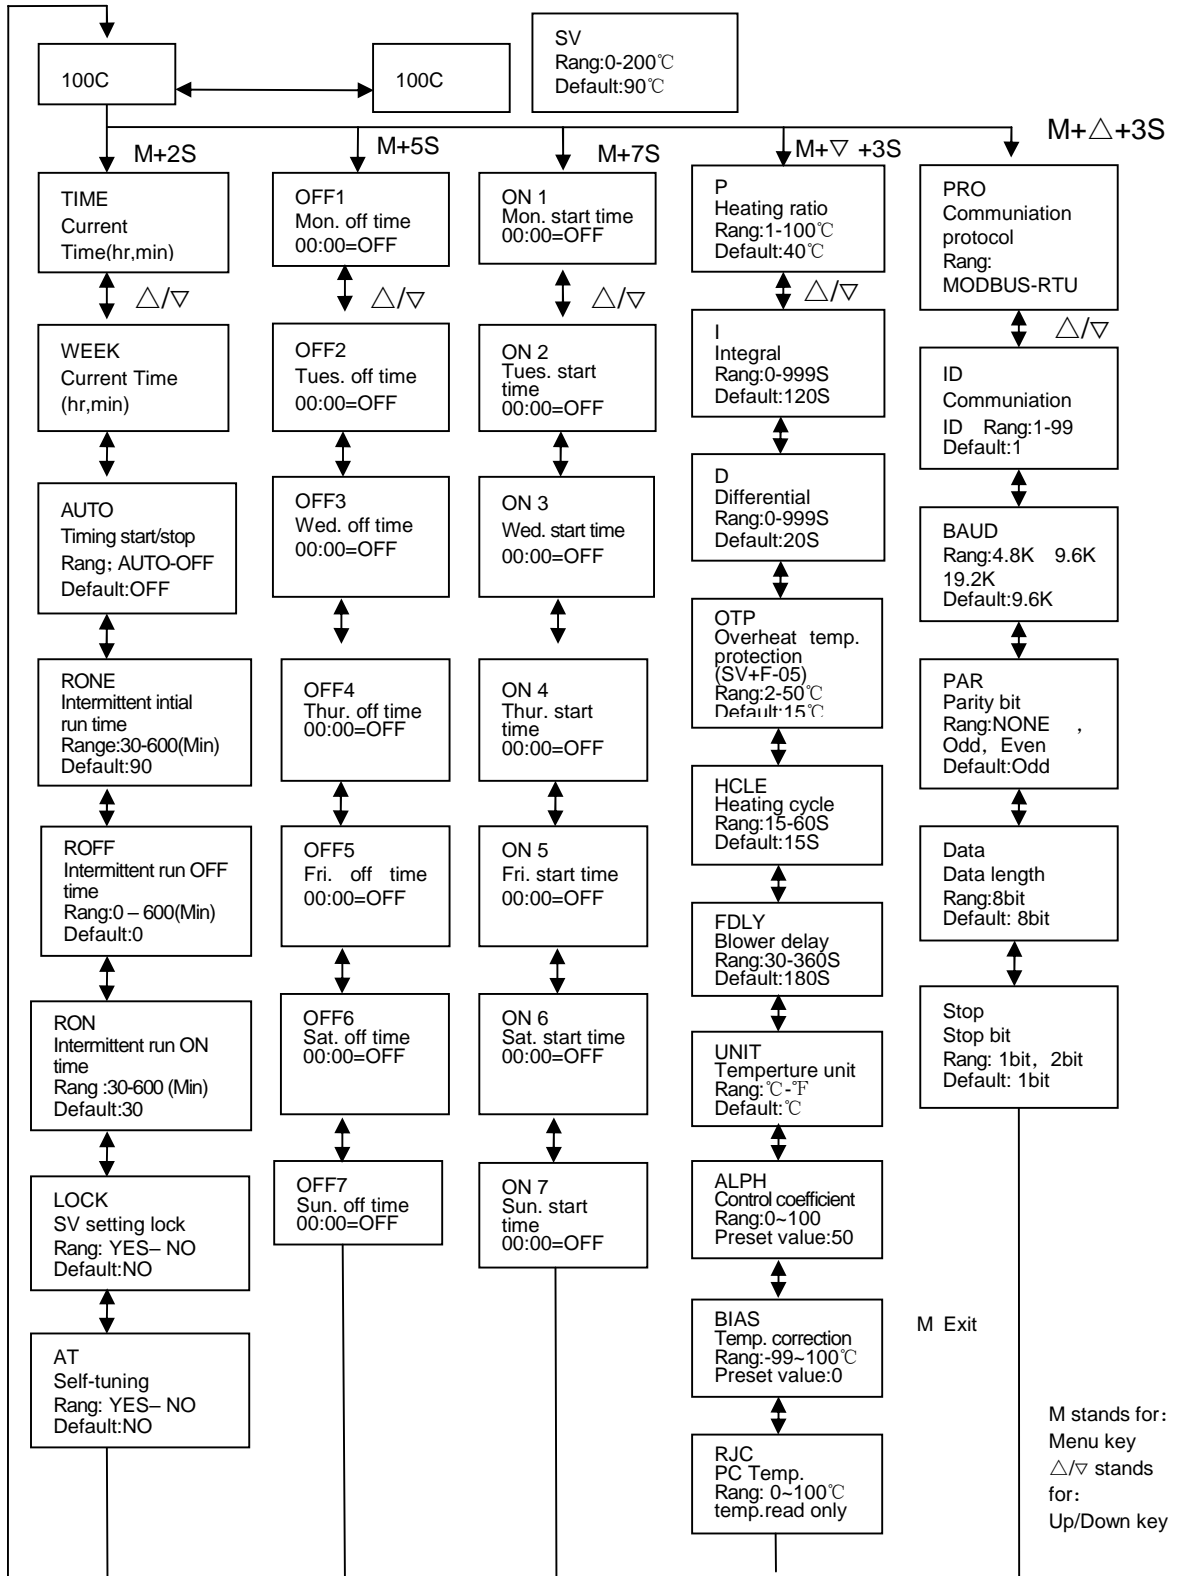 100C
100C
SV
Rang:0-200℃
Default:90℃
M+2S
M+5S
M+7S
M+▽ +3S
M+△+3S
TIME
Current
Time(hr,min)
△/▽
WEEK
Current Time
(hr,min)
AUTO
Timing start/stop
Rang；AUTO-OFF
Default:OFF
RONE
Intermittent intial
run time
Range:30-600(Min)
Default:90
ROFF
Intermittent run OFF
time
Rang:0 – 600(Min)
Default:0
RON
Intermittent run ON
time
Rang :30-600 (Min)
Default:30
LOCK
SV setting lock
Rang: YES– NO
Default:NO
AT
Self-tuning
Rang: YES– NO
Default:NO
OFF1
Mon. off time
00:00=OFF
△/▽
OFF2
Tues. off time
00:00=OFF
OFF3
Wed. off time
00:00=OFF
OFF4
Thur. off time
00:00=OFF
OFF5
Fri. off time
00:00=OFF
OFF6
Sat. off time
00:00=OFF
OFF7
Sun. off time
00:00=OFF
ON 1
Mon. start time
00:00=OFF
△/▽
ON 2
Tues. start
time
00:00=OFF
ON 3
Wed. start time
00:00=OFF
ON 4
Thur. start
time
00:00=OFF
ON 5
Fri. start time
00:00=OFF
ON 6
Sat. start time
00:00=OFF
ON 7
Sun. start
time
00:00=OFF
P
Heating ratio
Rang:1-100℃
Default:40℃
△/▽
I
Integral
Rang:0-999S
Default:120S
D
Differential
Rang:0-999S
Default:20S
OTP
Overheat temp.
protection
(SV+F-05)
Rang:2-50℃
Default:15℃
HCLE
Heating cycle
Rang:15-60S
Default:15S
FDLY
Blower delay
Rang:30-360S
Default:180S
UNIT
Temperture unit
Rang:℃-℉
Default:℃
ALPH
Control coefficient
Rang:0~100
Preset value:50
BIAS
Temp. correction
Rang:-99~100℃
Preset value:0
RJC
PC Temp.
Rang: 0~100℃
temp.read only
PRO
Communiation
protocol
Rang:
MODBUS-RTU
△/▽
ID
Communiation
ID Rang:1-99
Default:1
BAUD
Rang:4.8K 9.6K
19.2K
Default:9.6K
PAR
Parity bit
Rang:NONE ，
Odd，Even
Default:Odd
Data
Data length
Rang:8bit
Default: 8bit
Stop
Stop bit
Rang: 1bit，2bit
Default: 1bit
M Exit
M stands for：
Menu key
△/▽ stands
for：
Up/Down key